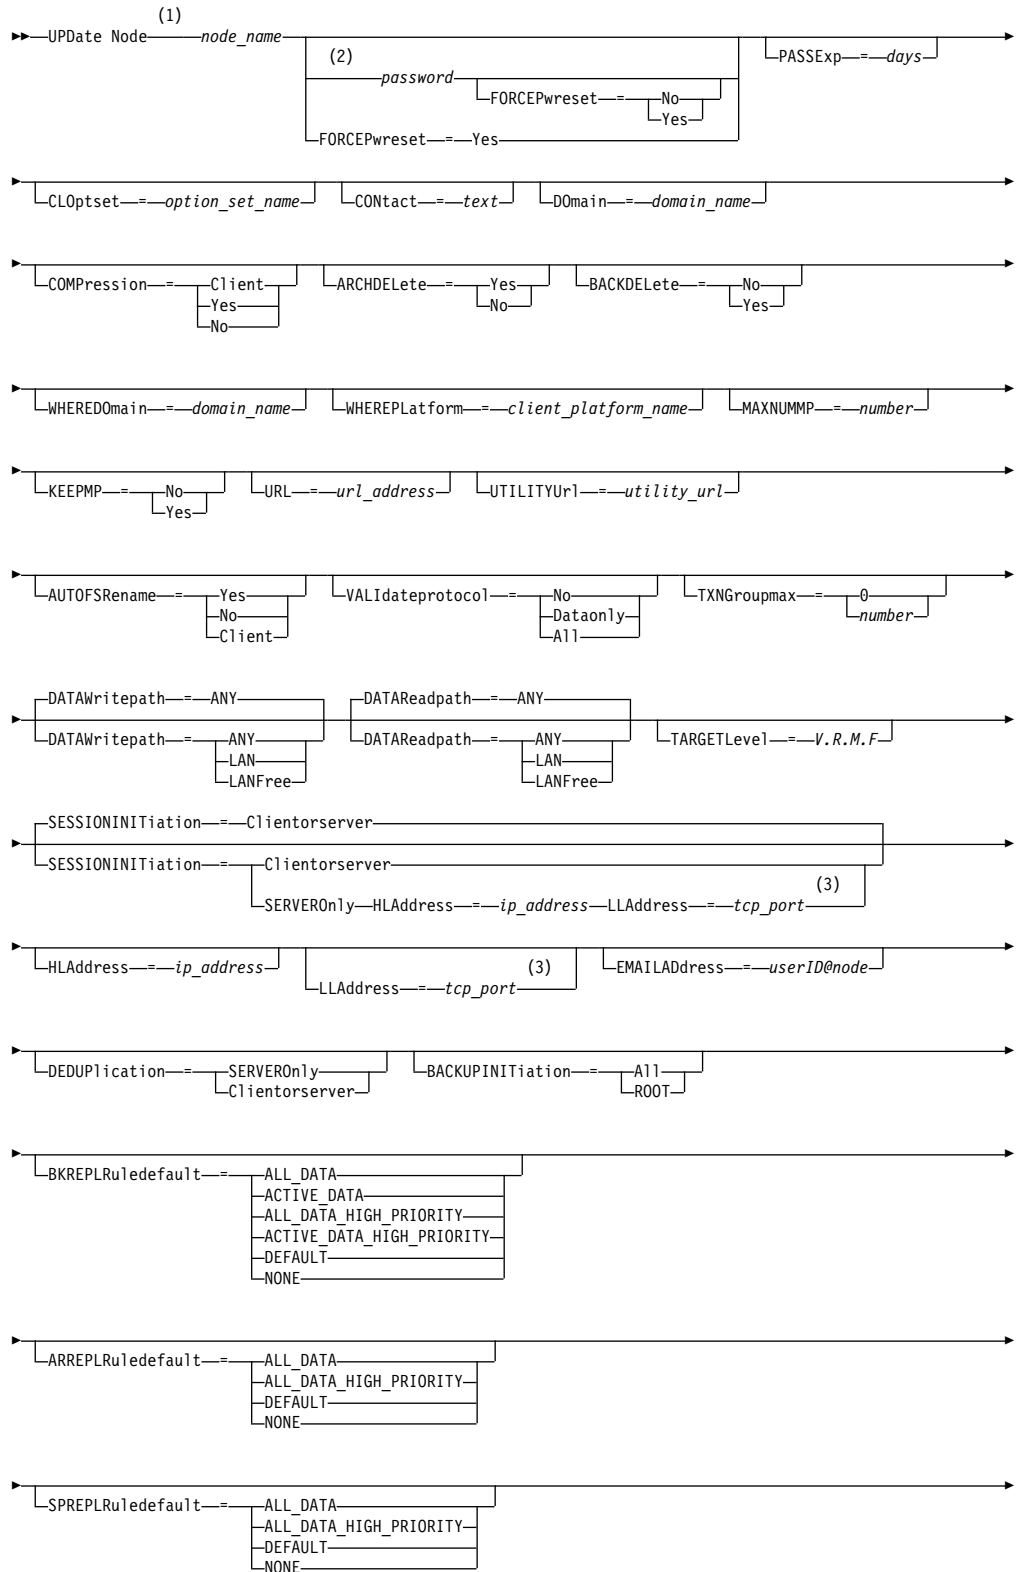 (1)
UPDate Node node_name
(2)
password
FORCEPwreset = No
Yes
FORCEPwreset = Yes
PASSExp = days
CLOptset = option_set_name CONtact = text DOmain = domain_name
COMPression = Client
Yes
No
ARCHDELete = Yes
No
BACKDELete = No
Yes
WHEREDOmain = domain_name WHEREPLatform = client_platform_name MAXNUMMP = number
KEEPMP = No
Yes
URL = url_address UTILITYUrl = utility_url
AUTOFSRename = Yes
No
Client
VALIdateprotocol = No
Dataonly
All
TXNGroupmax = 0
number
DATAWritepath = ANY
DATAWritepath = ANY
LAN
LANFree
DATAReadpath = ANY
DATAReadpath = ANY
LAN
LANFree
TARGETLevel = V.R.M.F
SESSIONINITiation = Clientorserver
SESSIONINITiation = Clientorserver
(3)
SERVEROnly HLAddress = ip_address LLAddress = tcp_port
HLAddress = ip_address
(3)
LLAddress = tcp_port
EMAILADdress = userID@node
DEDUPlication = SERVEROnly
Clientorserver
BACKUPINITiation = All
ROOT
BKREPLRuledefault = ALL_DATA
ACTIVE_DATA
ALL_DATA_HIGH_PRIORITY
ACTIVE_DATA_HIGH_PRIORITY
DEFAULT
NONE
ARREPLRuledefault = ALL_DATA
ALL_DATA_HIGH_PRIORITY
DEFAULT
NONE
SPREPLRuledefault = ALL_DATA
ALL_DATA_HIGH_PRIORITY
DEFAULT
NONE